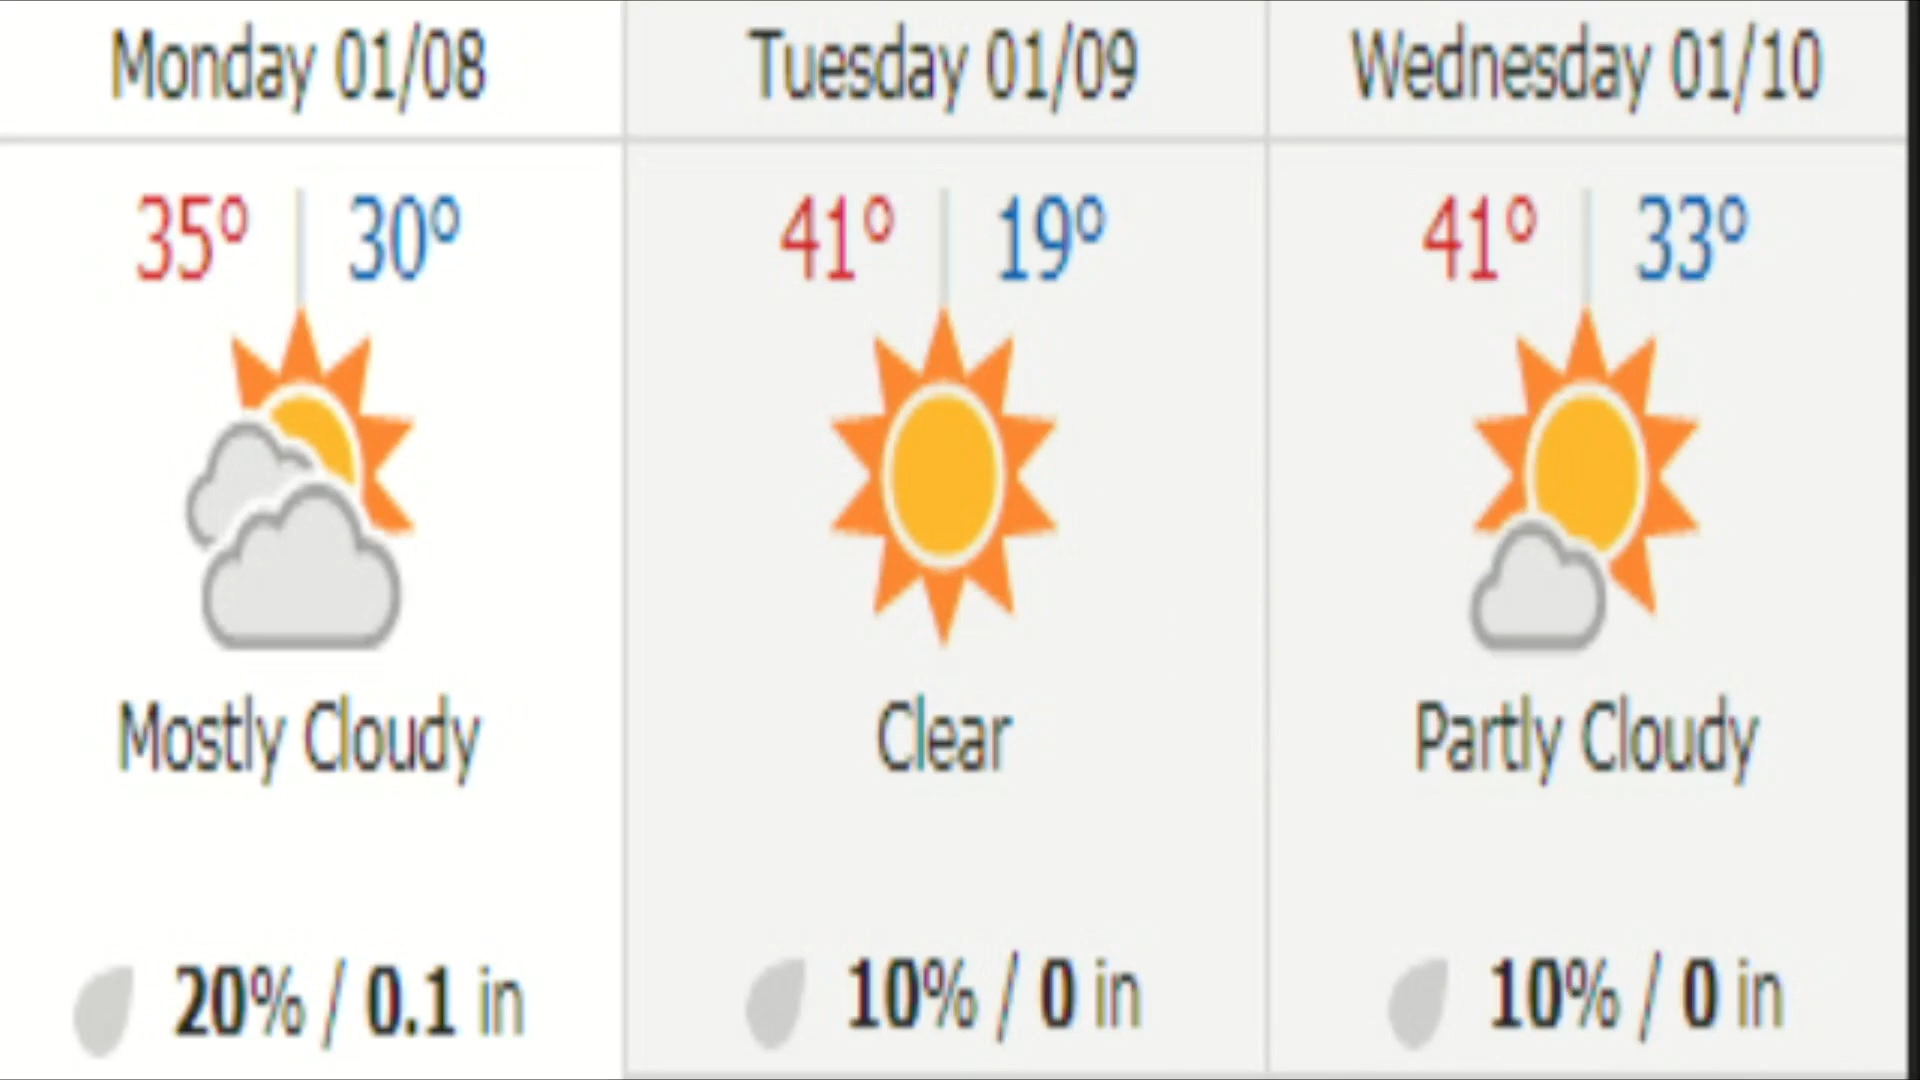 Monday 01/08
35° 30°
Mostly Cloudy
20% / 0.1 in
Tuesday 01/09
41° 19°
Clear
10% / 0 in
Wednesday 01/10
41° 33°
Partly Cloudy
10% / 0 in